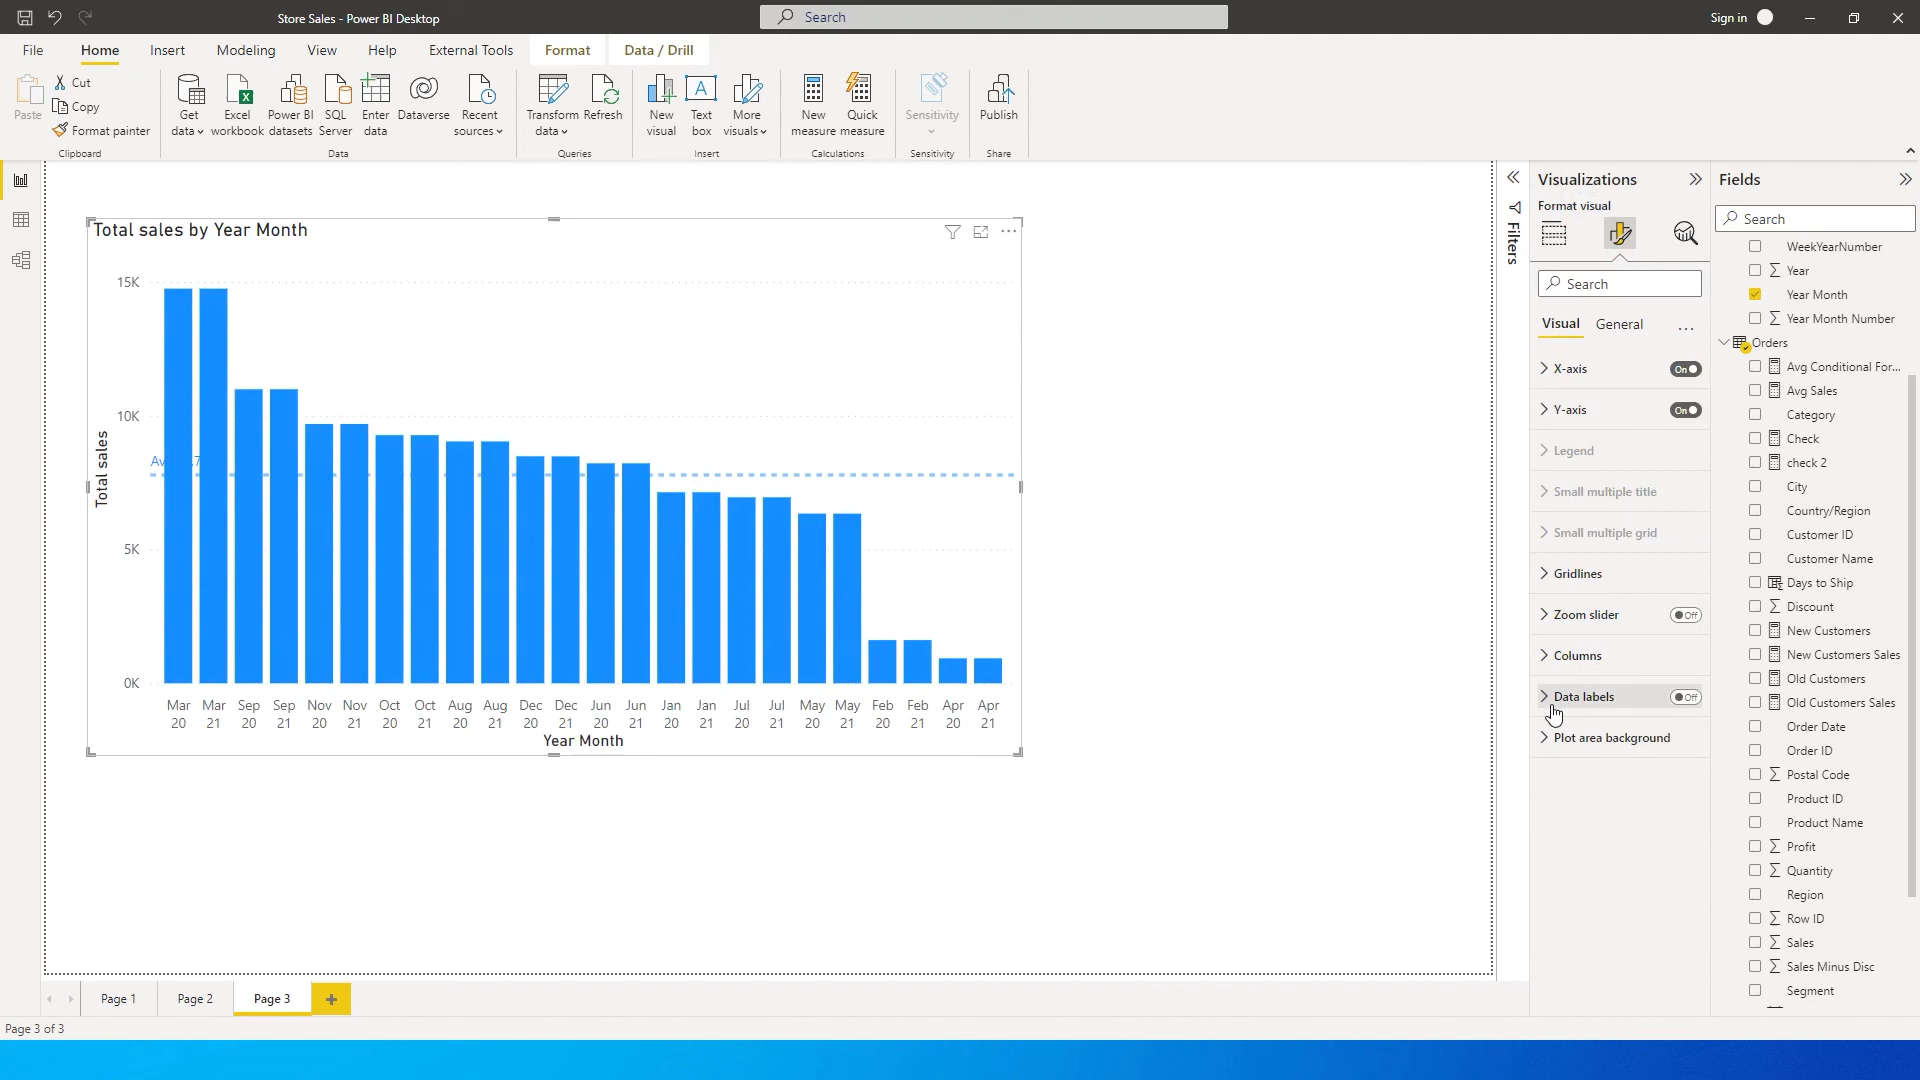 Store Sales - Power BI Desktop
Search
Sign in
File Home Insert Modeling View Help External Tools Format Data / Drill
Paste
Cut
Copy
Format painter
Clipboard
Get data
Excel workbook
Power BI datasets
SQL Server
Enter data
Dataverse
Recent sources
Data
Transform data
Refresh
Queries
New visual
Text box
More visuals
Insert
New measure
Quick measure
Calculations
Sensitivity
Sensitivity
Publish
Share
Total sales by Year Month
15K
10K
5K
0K
Total sales
Mar Mar Sep Sep Nov Nov Oct Oct Aug Aug Dec Dec Jun Jun Jan Jan Jul Jul May May Feb Feb Apr Apr
20 21 20 21 20 21 20 21 20 21 20 21 20 21 20 21 20 21 20 21 20 21 20 21
Year Month
Filters
Visualizations
Format visual
Search
Visual General ...
X-axis On
Y-axis On
Legend
Small multiple title
Small multiple grid
Gridlines
Zoom slider Off
Columns
Data labels Off
Plot area background
Fields
Search
WeekYearNumber
Year
Year Month
Year Month Number
Orders
Avg Conditional For...
Avg Sales
Category
Check
check 2
City
Country/Region
Customer ID
Customer Name
Days to Ship
Discount
New Customers
New Customers Sales
Old Customers
Old Customers Sales
Order Date
Order ID
Postal Code
Product ID
Product Name
Profit
Quantity
Region
Row ID
Sales
Sales Minus Disc
Segment
Page 1 Page 2 Page 3
Page 3 of 3